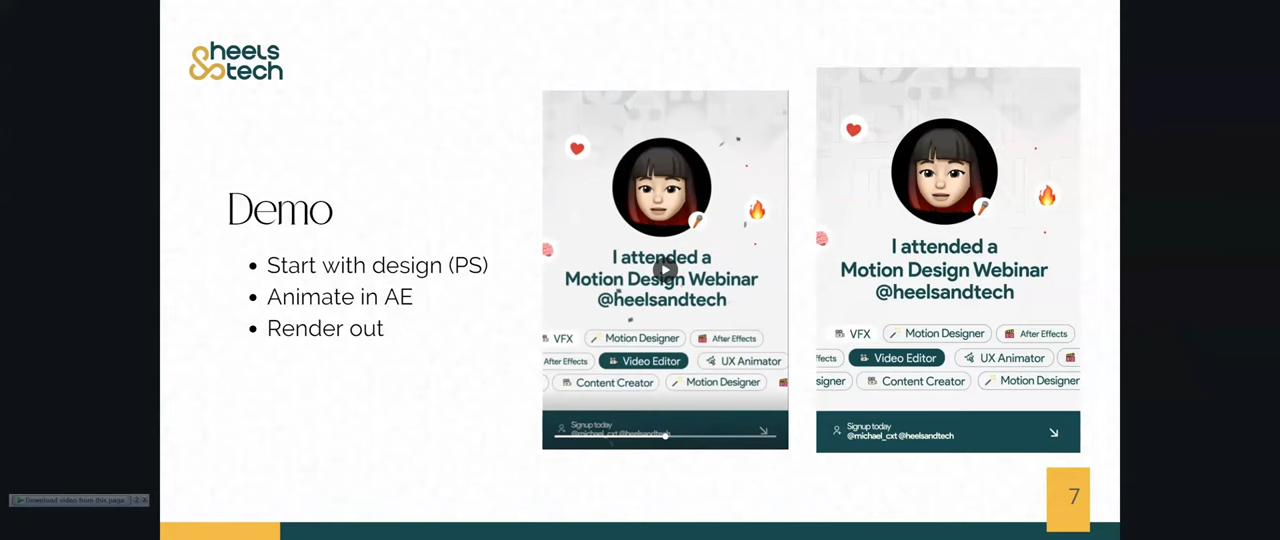 heels
&tech
Demo
• Start with design (PS)
• Animate in AE
• Render out
I attended a
Motion Design Webinar
@heelsandtech
VFX
Motion Designer
After Effects
After Effects
Video Editor
UX Animator
Content Creator
Motion Designer
Signup today
@michael_cxt @heelsandtech
I attended a
Motion Design Webinar
@heelsandtech
VFX
Motion Designer
After Effects
ffects
Video Editor
UX Animator
signer
Content Creator
Motion Designer
Signup today
@michael_cxt @heelsandtech
Download video from this page
7